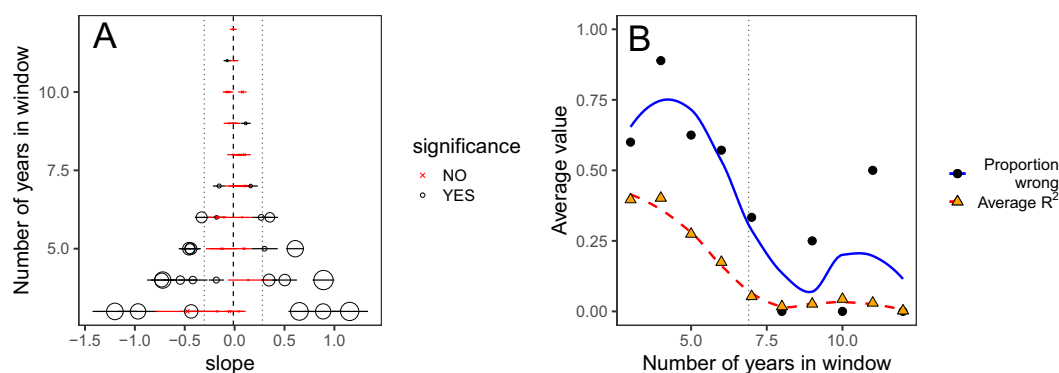 A
Number of years in window
10.0
7.5
5.0
−1.5 −1.0 −0.5 0.0 0.5 1.0
slope
significance
NO
YES
B
Average value
1.00
0.75
0.50
0.25
0.00
5.0 7.5 10.0
Number of years in window
Proportion
wrong
Average R²